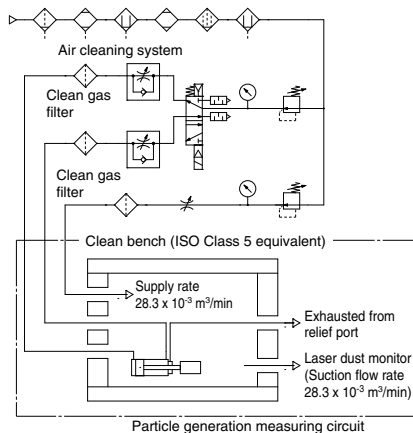 Air cleaning system
Clean gas
filter
Clean gas
filter
Clean bench (ISO Class 5 equivalent)
Supply rate
28.3 x 10⁻³ m³/min
Exhausted from
relief port
Laser dust monitor
(Suction flow rate
28.3 x 10⁻³ m³/min)
Particle generation measuring circuit